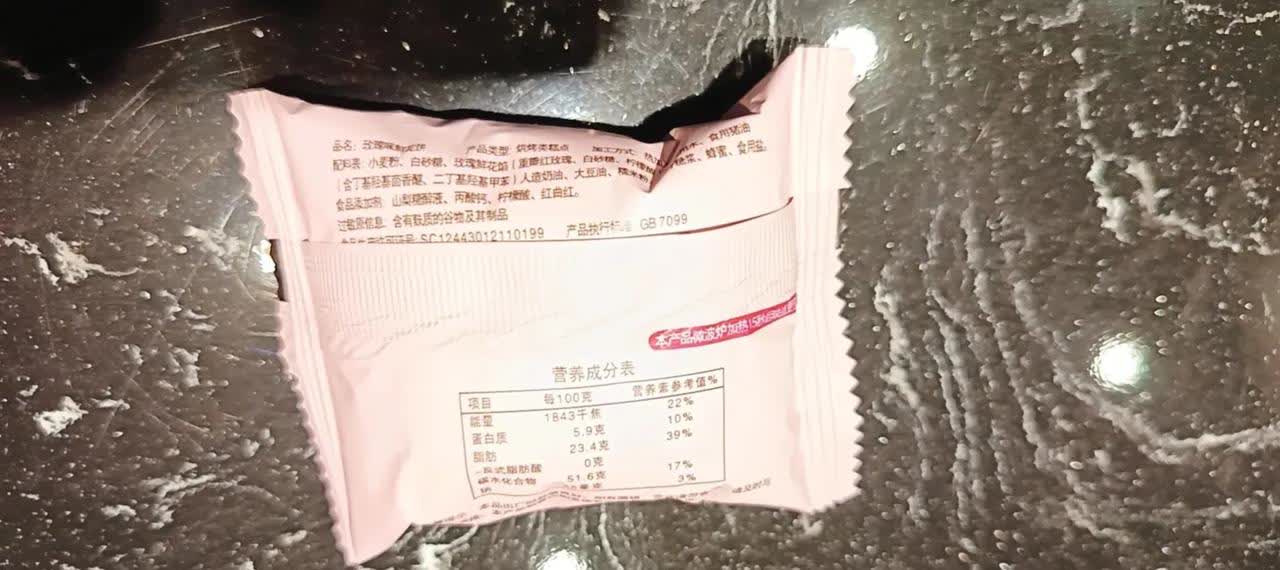 品名: 玫瑰味鲜花饼 产品类型: 烘烤类糕点 加工方式:
配料表: 小麦粉、白砂糖、玫瑰鲜花馅(重瓣红玫瑰、白砂糖、 食用猪油
(含丁基羟基茴香醚、二丁基羟基甲苯)人造奶油、大豆油、糯米粉 蜂蜜、食用盐
食品添加剂: 山梨糖醇液、丙酸钙、柠檬酸、红曲红。
过敏原信息: 含有麸质的谷物及其制品
SC12443012110199 产品执行标准 GB7099
本产品微波炉加热
营养成分表
项目 每100克 营养素参考值%
能量 1843千焦 22%
蛋白质 5.9克 10%
脂肪 23.4克 39%
-反式脂肪酸 0克
碳水化合物 51.6克 17%
钠 3%